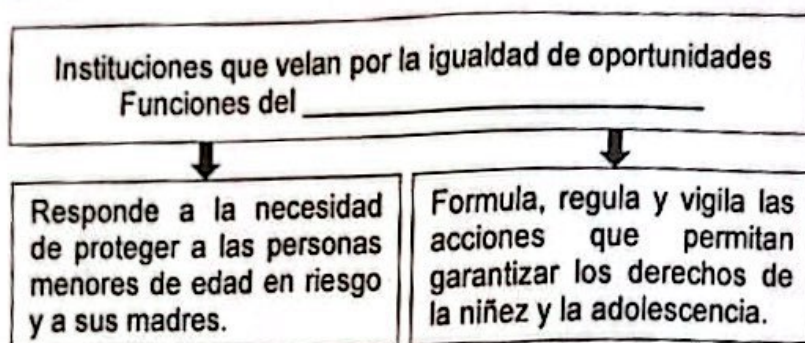 Instituciones que velan por la igualdad de oportunidades
Funciones del ____________________
Responde a la necesidad
de proteger a las personas
menores de edad en riesgo
y a sus madres.
Formula, regula y vigila las
acciones que permitan
garantizar los derechos de
la niñez y la adolescencia.